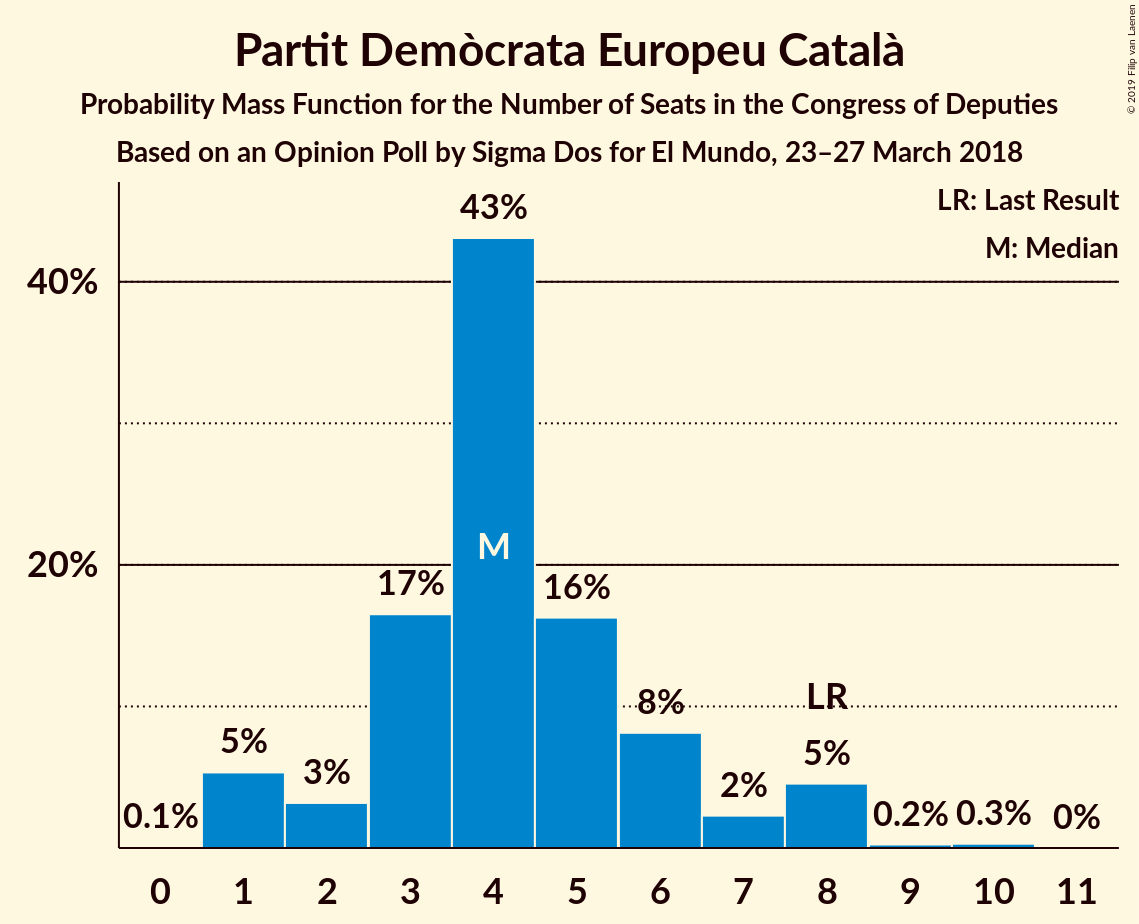 Partit Demòcrata Europeu Català
Probability Mass Function for the Number of Seats in the Congress of Deputies
Based on an Opinion Poll by Sigma Dos for El Mundo, 23–27 March 2018
© 2019 Filip van Laenen
LR: Last Result
M: Median
43%
40%
M
20%
17%
16%
LR
8%
5%
5%
3%
2%
0.1%
0.2%
0.3%
0%
0 1 2 3 4 5 6 7 8 9 10 11